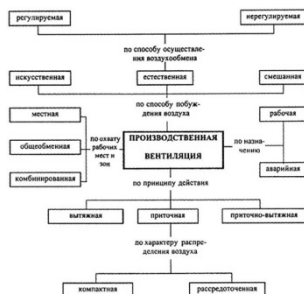 регулируемая
нерегулируемая
по способу осуществле-
ния воздухообмена
искусственная
естественная
смешанная
по способу побуж-
дения воздуха
местная
общеобменная
комбинированная
по охвату
рабочих
мест и
зон
ПРОИЗВОДСТВЕННАЯ
ВЕНТИЛЯЦИЯ
по назна-
чению
рабочая
аварийная
по принципу действия
вытяжная
приточная
приточно-вытяжная
по характеру распре-
деления воздуха
компактная
рассредоточенная